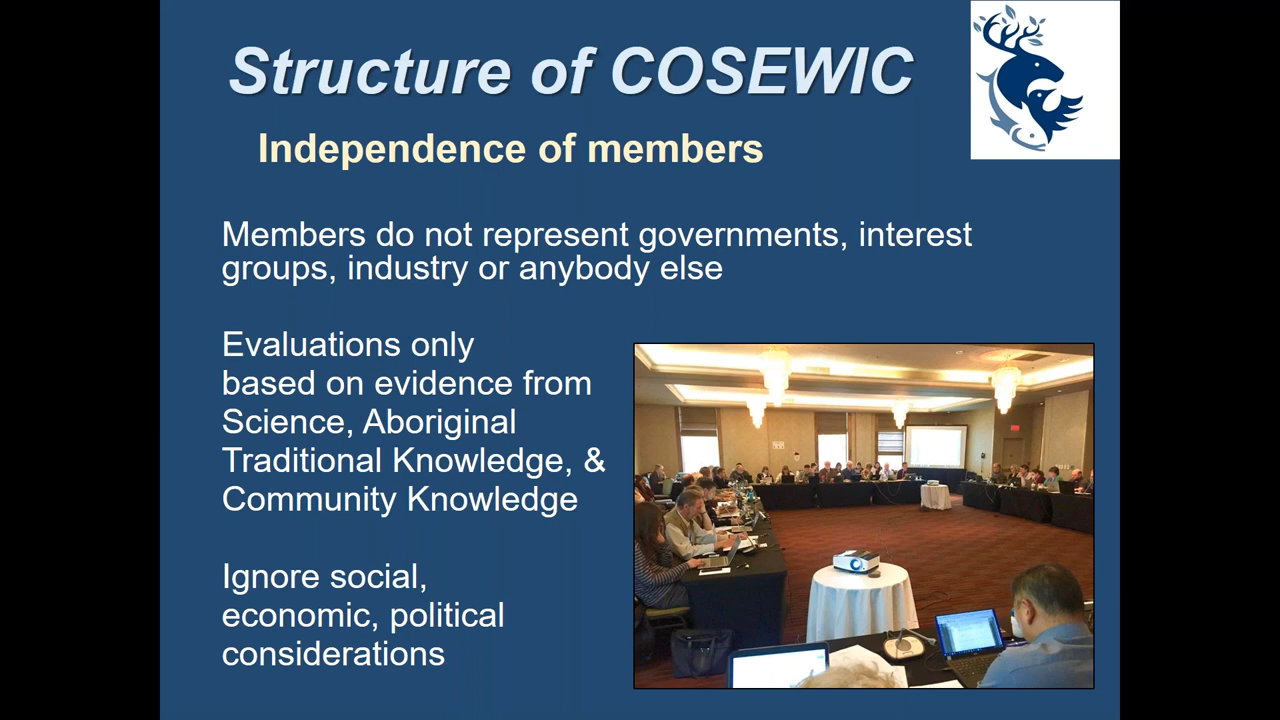 Structure of COSEWIC
Independence of members
Members do not represent governments, interest
groups, industry or anybody else
Evaluations only
based on evidence from
Science, Aboriginal
Traditional Knowledge, &
Community Knowledge
Ignore social,
economic, political
considerations